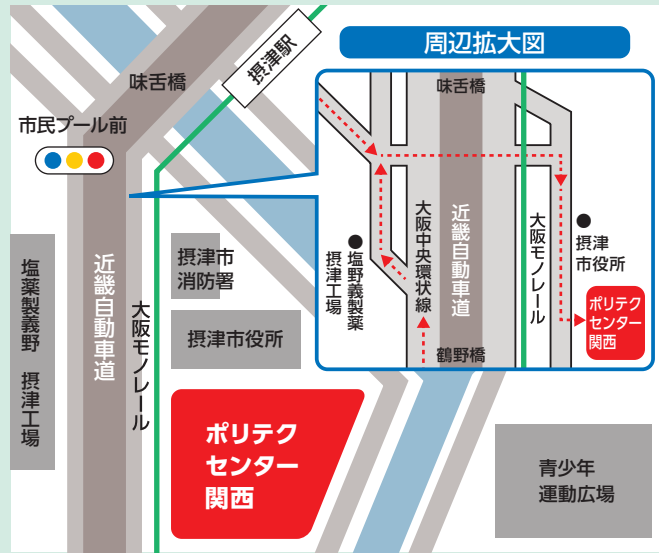 周辺拡大図
摂津駅
味舌橋
市民プール前
近畿自動車道
大阪モノレール
塩薬製義野 摂津工場
摂津市
消防署
摂津市役所
ポリテク
センター
関西
青少年
運動広場
味舌橋
塩野義製薬
摂津工場
大阪中央環状線
近畿自動車道
大阪モノレール
摂津
市役所
ポリテク
センター
関西
鶴野橋